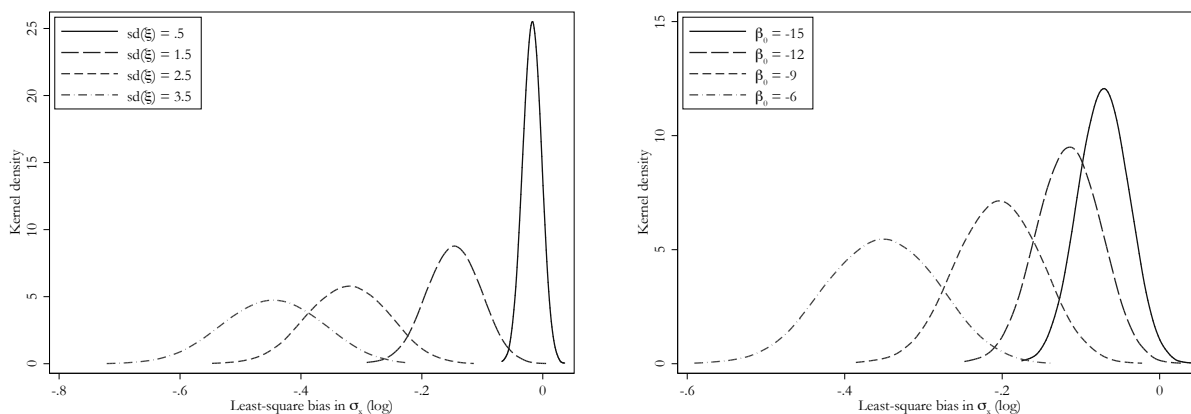 sd(ξ) = .5
sd(ξ) = 1.5
sd(ξ) = 2.5
sd(ξ) = 3.5
Kernel density
25
20
15
10
5
0
-.8 -.6 -.4 -.2 0
Least-square bias in σx (log)
β0 = -15
β0 = -12
β0 = -9
β0 = -6
Kernel density
15
10
5
0
-.6 -.4 -.2 0
Least-square bias in σx (log)